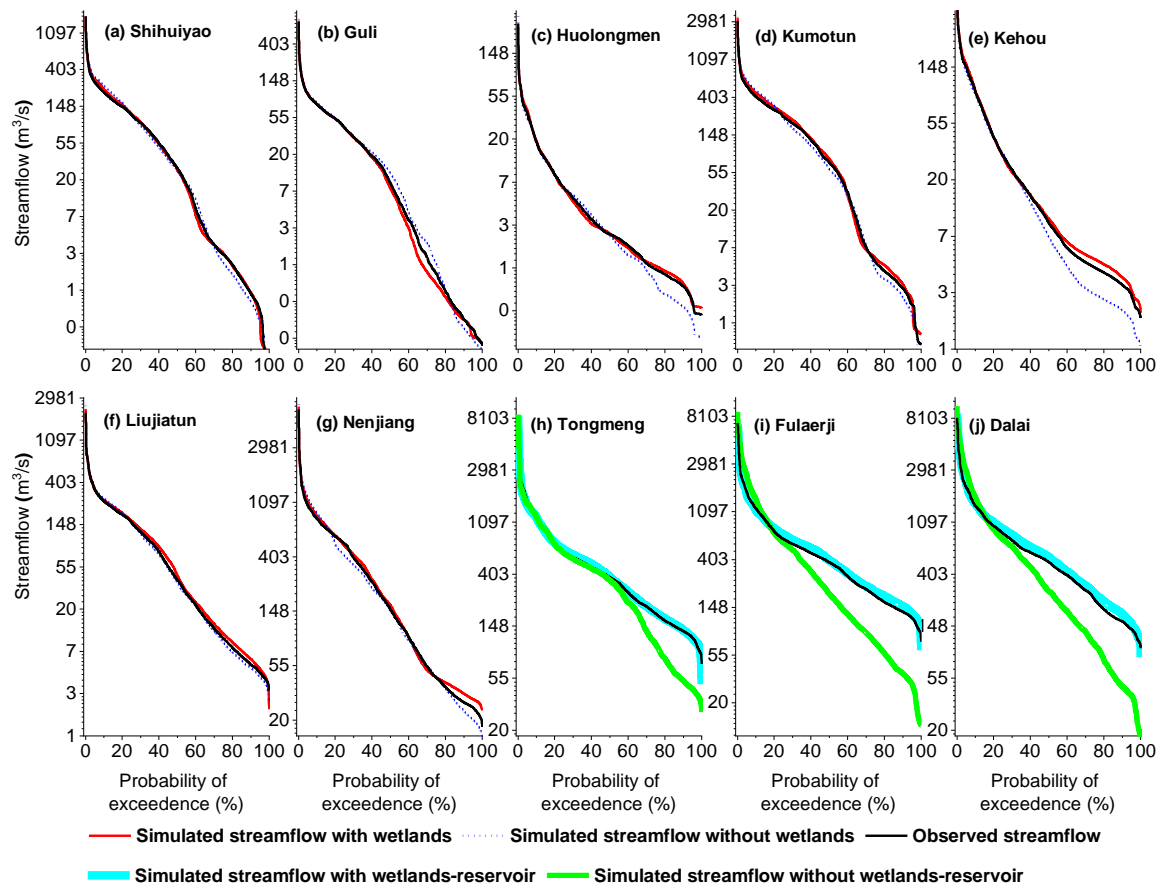 (a) Shihuiyao
(b) Guli
(c) Huolongmen
(d) Kumotun
(e) Kehou
Streamflow (m³/s)
1097
403
148
55
20
7
3
1
0
0 20 40 60 80 100
403
148
55
20
7
3
1
0
0
0 20 40 60 80 100
148
55
20
7
3
1
0
0 20 40 60 80 100
2981
1097
403
148
55
20
7
3
1
0 20 40 60 80 100
148
55
20
7
3
1
0 20 40 60 80 100
(f) Liujiatun
(g) Nenjiang
(h) Tongmeng
(i) Fulaerji
(j) Dalai
Streamflow (m³/s)
2981
1097
403
148
55
20
7
3
1
0 20 40 60 80 100
2981
1097
403
148
55
20
0 20 40 60 80 100
8103
2981
1097
403
148
55
20
0 20 40 60 80 100
8103
2981
1097
403
148
55
20
0 20 40 60 80 100
8103
2981
1097
403
148
55
20
0 20 40 60 80 100
Probability of
exceedence (%)
Probability of
exceedence (%)
Probability of
exceedence (%)
Probability of
exceedence (%)
Probability of
exceedence (%)
Simulated streamflow with wetlands Simulated streamflow without wetlands Observed streamflow
Simulated streamflow with wetlands-reservoir Simulated streamflow without wetlands-reservoir